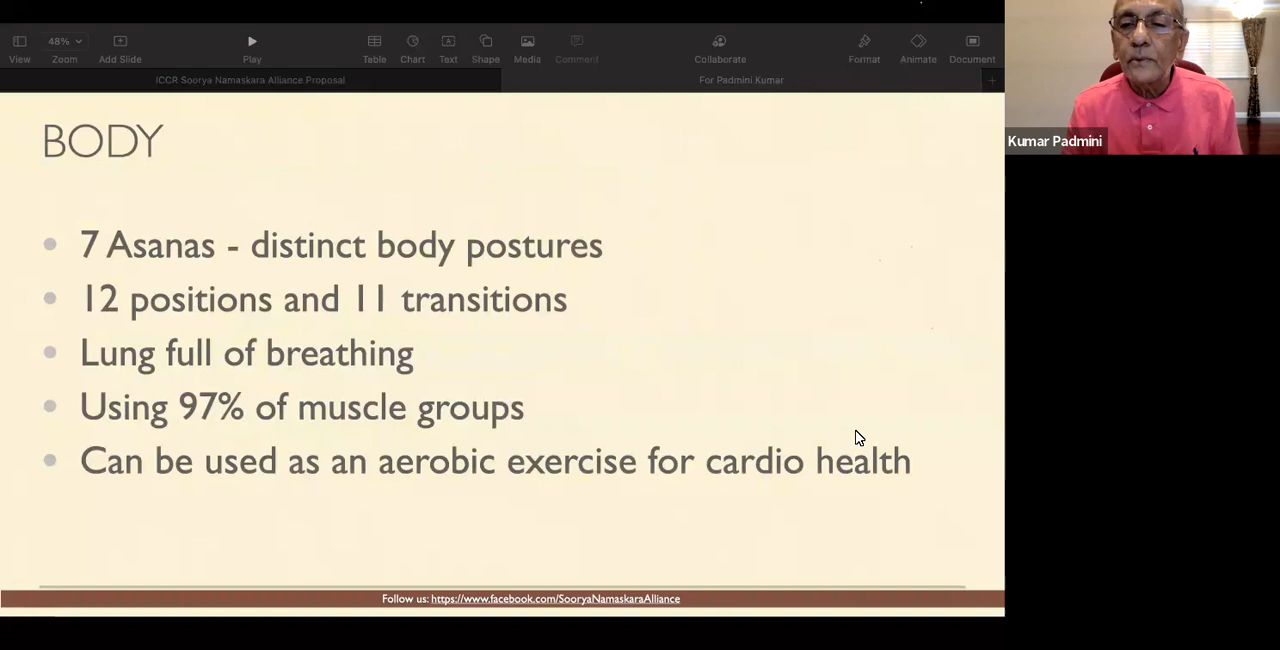 48%
View
Zoom
Add Slide
Play
Table
Chart
Text
Shape
Media
Comment
Collaborate
Format
Animate
Document
ICCR Soorya Namaskara Alliance Proposal
For Padmini Kumar
Kumar Padmini
BODY
7 Asanas - distinct body postures
12 positions and 11 transitions
Lung full of breathing
Using 97% of muscle groups
Can be used as an aerobic exercise for cardio health
Follow us: https://www.facebook.com/SooryaNamaskaraAlliance